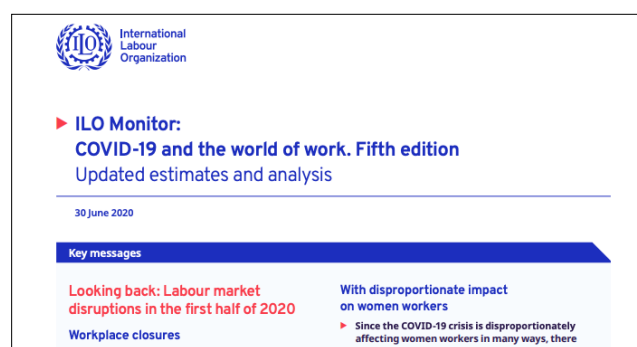 ILO
International
Labour
Organization
ILO Monitor:
COVID-19 and the world of work. Fifth edition
Updated estimates and analysis
30 June 2020
Key messages
Looking back: Labour market
disruptions in the first half of 2020
Workplace closures
With disproportionate impact
on women workers
Since the COVID-19 crisis is disproportionately
affecting women workers in many ways, there